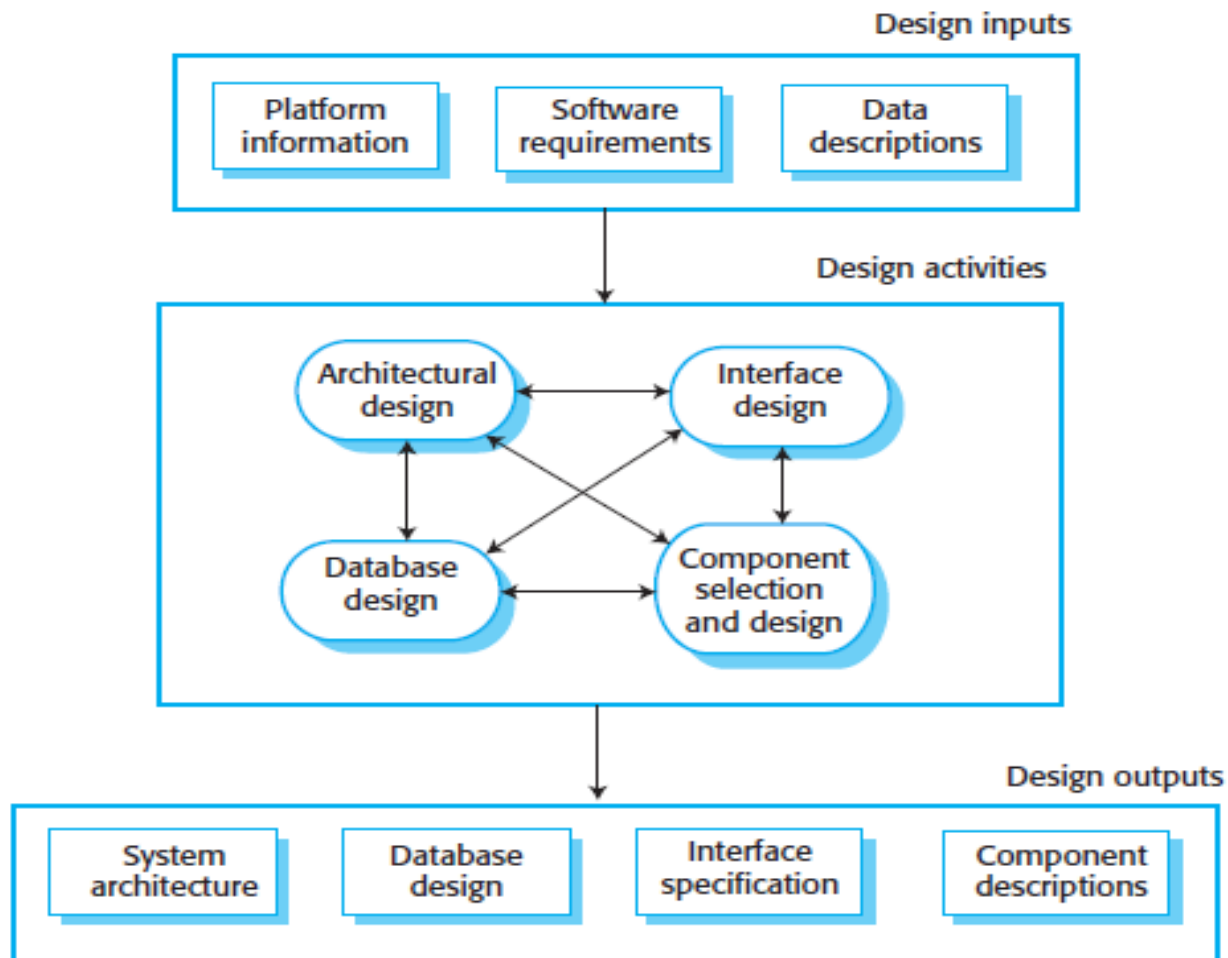 Design inputs
Platform
information
Software
requirements
Data
descriptions
Design activities
Architectural
design
Interface
design
Database
design
Component
selection
and design
Design outputs
System
architecture
Database
design
Interface
specification
Component
descriptions